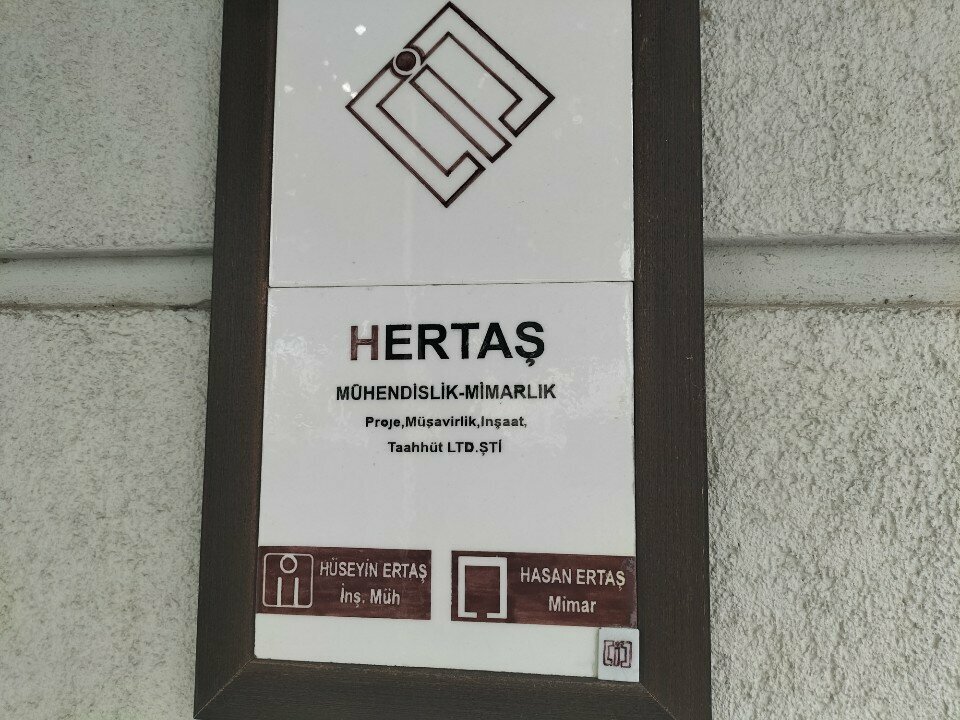 HERTAŞ
MÜHENDİSLİK-MİMARLIK
Proje,Müşavirlik,İnşaat,
Taahhüt LTD.ŞTİ
HÜSEYİN ERTAŞ
İnş. Müh
HASAN ERTAŞ
Mimar